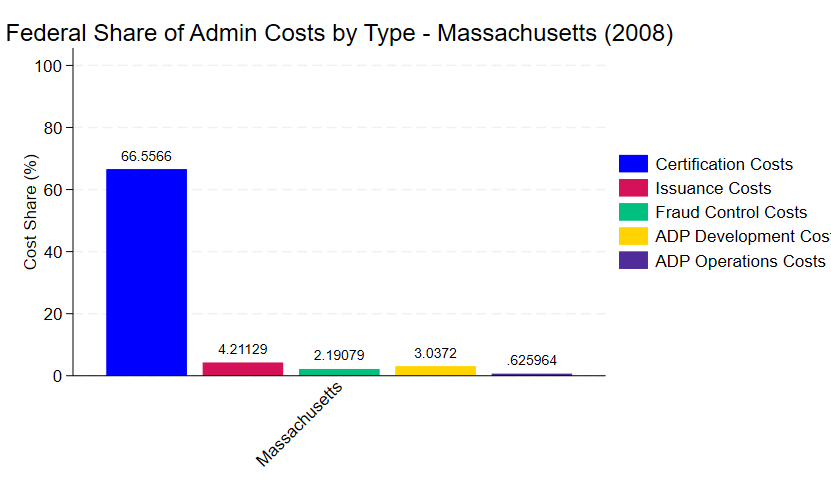 Federal Share of Admin Costs by Type - Massachusetts (2008)
Cost Share (%)
100
80
60
40
20
0
66.5566
4.21129
2.19079
3.0372
.625964
Massachusetts
Certification Costs
Issuance Costs
Fraud Control Costs
ADP Development Cost
ADP Operations Costs